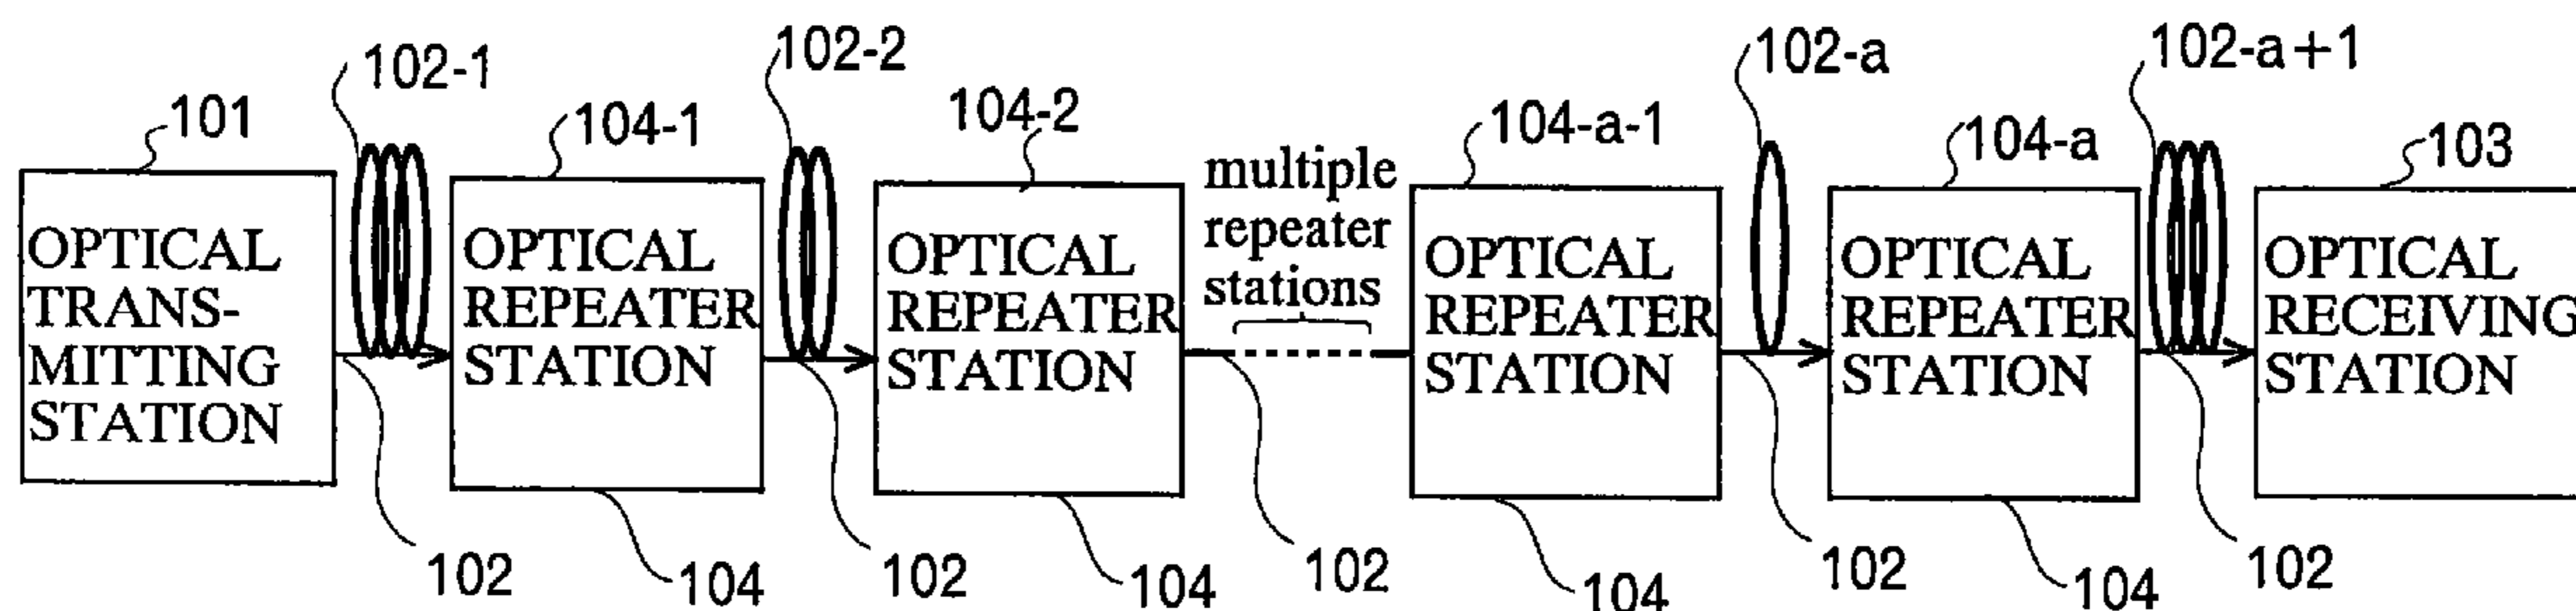 101
102-1
104-1
102-2
104-2
104-a-1
102-a
104-a
102-a+1
103
OPTICAL
TRANS-
MITTING
STATION
OPTICAL
REPEATER
STATION
OPTICAL
REPEATER
STATION
multiple
repeater
stations
OPTICAL
REPEATER
STATION
OPTICAL
REPEATER
STATION
OPTICAL
RECEIVING
STATION
102
104
102
104
102
104
102
104
102